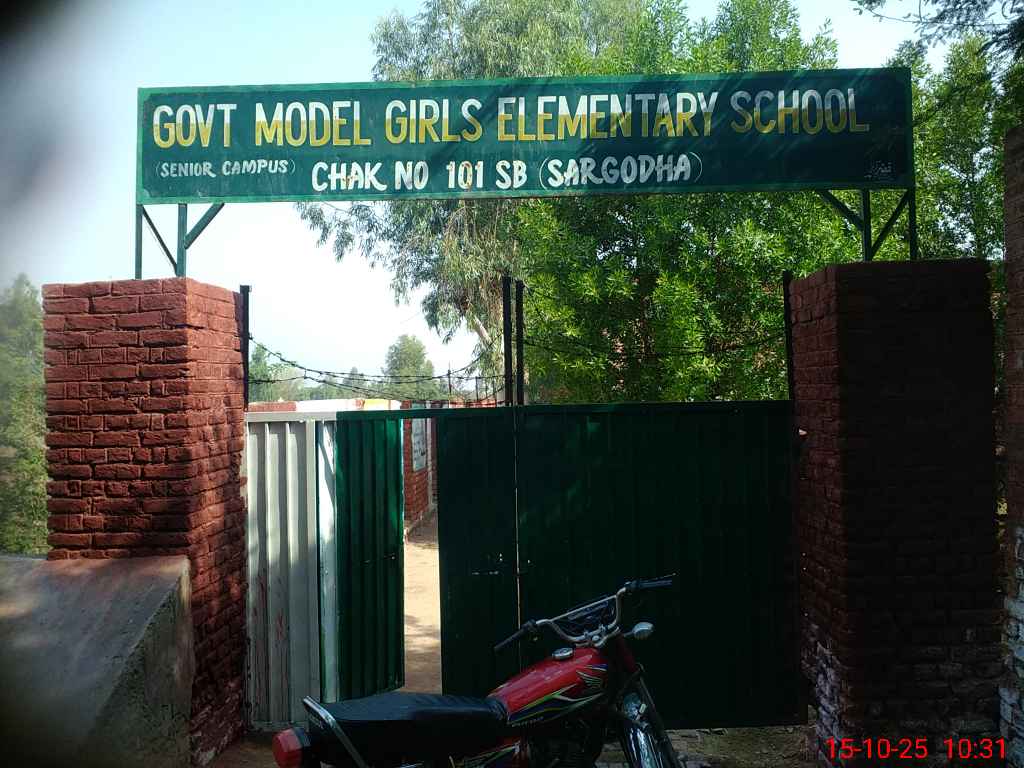 GOVT MODEL GIRLS ELEMENTARY SCHOOL
(SENIOR CAMPUS) CHAK NO 101 SB (SARGODHA)
15-10-25 10:31